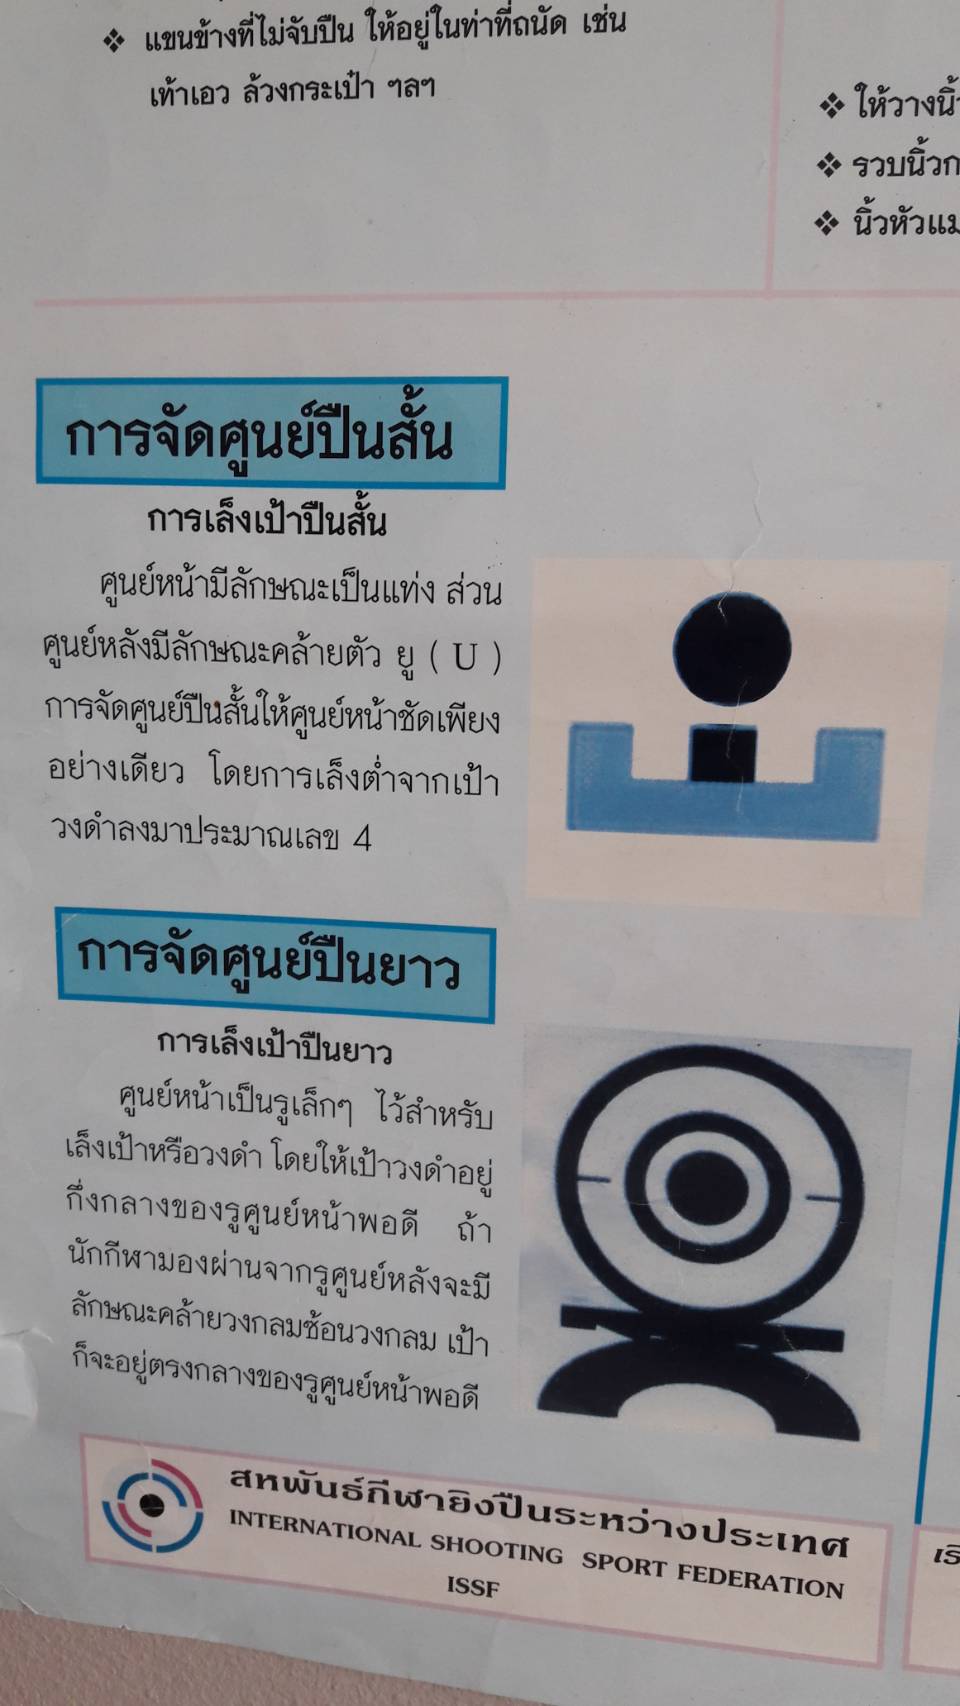 ❖ แขนข้างที่ไม่จับปืน ให้อยู่ในท่าที่ถนัด เช่น
เท้าเอว ล้วงกระเป๋า ฯลฯ
❖ ให้วางนิ้ว
❖ รวบนิ้วก
❖ นิ้วหัวแม
การจัดศูนย์ปืนสั้น
การเล็งเป้าปืนสั้น
ศูนย์หน้ามีลักษณะเป็นแท่ง ส่วน
ศูนย์หลังมีลักษณะคล้ายตัว ยู ( U )
การจัดศูนย์ปืนสั้นให้ศูนย์หน้าชัดเพียง
อย่างเดียว โดยการเล็งต่ำจากเป้า
วงดำลงมาประมาณเลข 4
การจัดศูนย์ปืนยาว
การเล็งเป้าปืนยาว
ศูนย์หน้าเป็นรูเล็กๆ ไว้สำหรับ
เล็งเป้าหรือวงดำ โดยให้เป้าวงดำอยู่
กึ่งกลางของรูศูนย์หน้าพอดี ถ้า
นักกีฬามองผ่านจากรูศูนย์หลังจะมี
ลักษณะคล้ายวงกลมซ้อนวงกลม เป้า
ก็จะอยู่ตรงกลางของรูศูนย์หน้าพอดี
สหพันธ์กีฬายิงปืนระหว่างประเทศ
INTERNATIONAL SHOOTING SPORT FEDERATION
ISSF